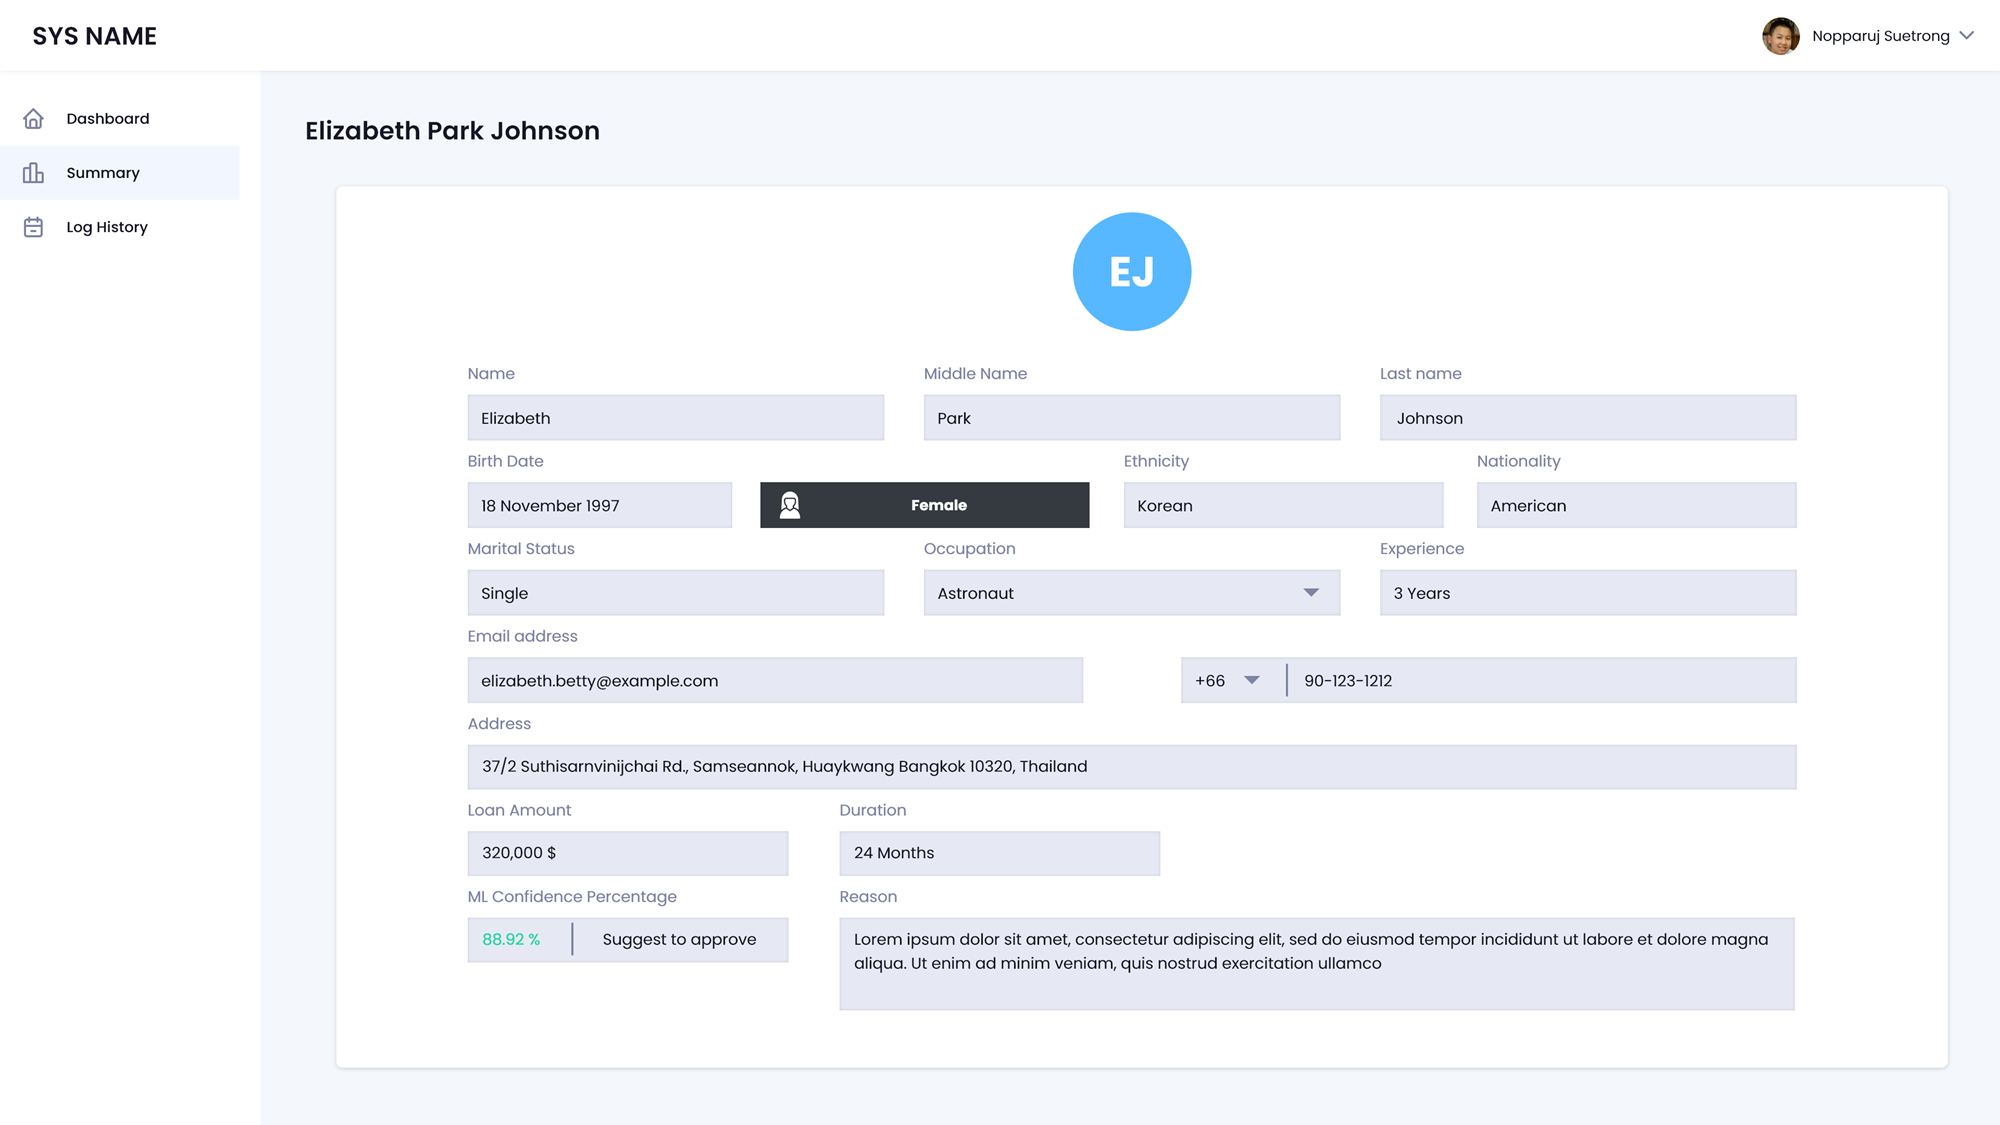 SYS NAME
Nopparuj Suetrong
Dashboard
Summary
Log History
Elizabeth Park Johnson
EJ
Name
Middle Name
Last name
Elizabeth
Park
Johnson
Birth Date
Ethnicity
Nationality
18 November 1997
Female
Korean
American
Marital Status
Occupation
Experience
Single
Astronaut
3 Years
Email address
elizabeth.betty@example.com
+66
90-123-1212
Address
37/2 Suthisarnvinijchai Rd., Samseannok, Huaykwang Bangkok 10320, Thailand
Loan Amount
Duration
320,000 $
24 Months
ML Confidence Percentage
Reason
88.92 %
Suggest to approve
Lorem ipsum dolor sit amet, consectetur adipiscing elit, sed do eiusmod tempor incididunt ut labore et dolore magna
aliqua. Ut enim ad minim veniam, quis nostrud exercitation ullamco